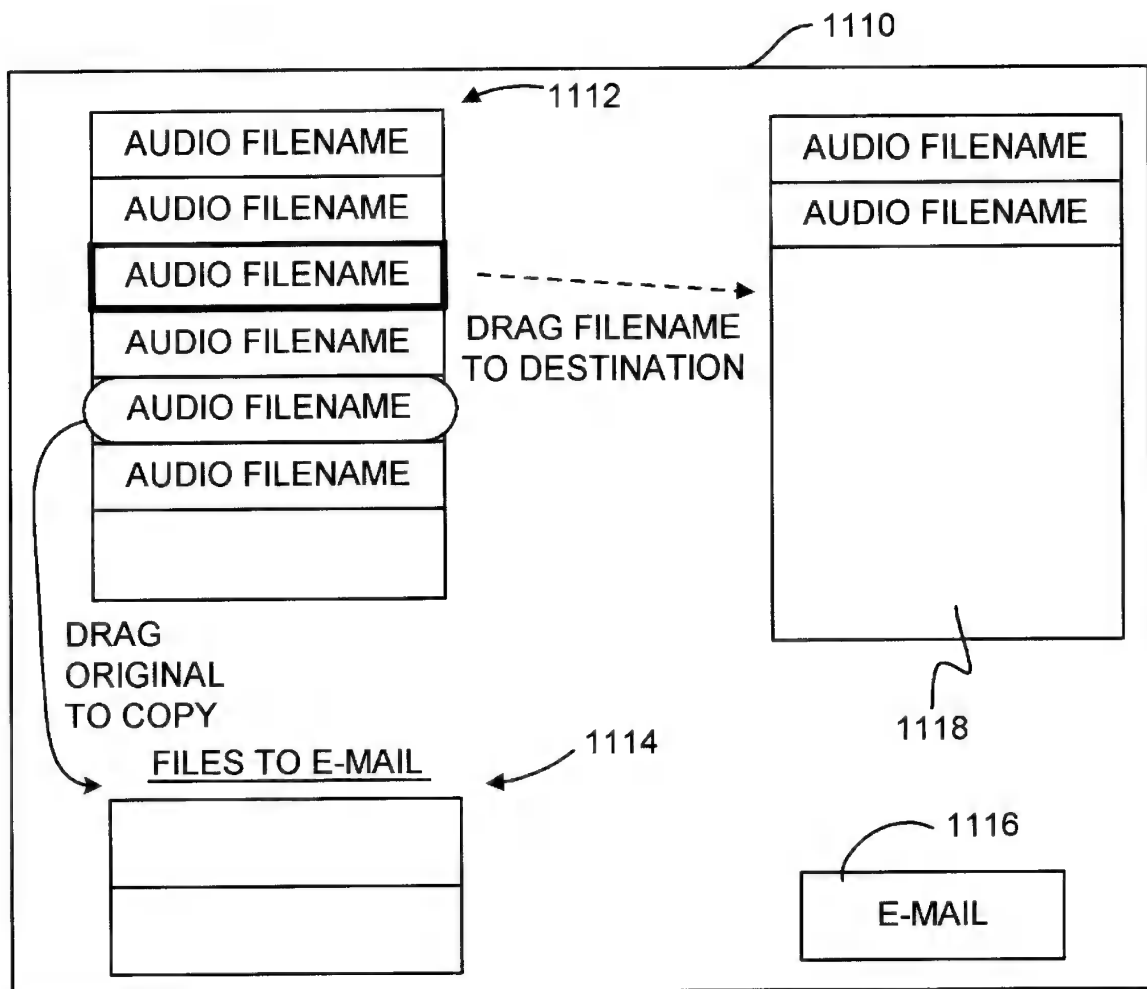 1110
1112
AUDIO FILENAME
AUDIO FILENAME
AUDIO FILENAME
AUDIO FILENAME
AUDIO FILENAME
AUDIO FILENAME
DRAG FILENAME
TO DESTINATION
AUDIO FILENAME
AUDIO FILENAME
1118
DRAG
ORIGINAL
TO COPY
FILES TO E-MAIL
1114
1116
E-MAIL